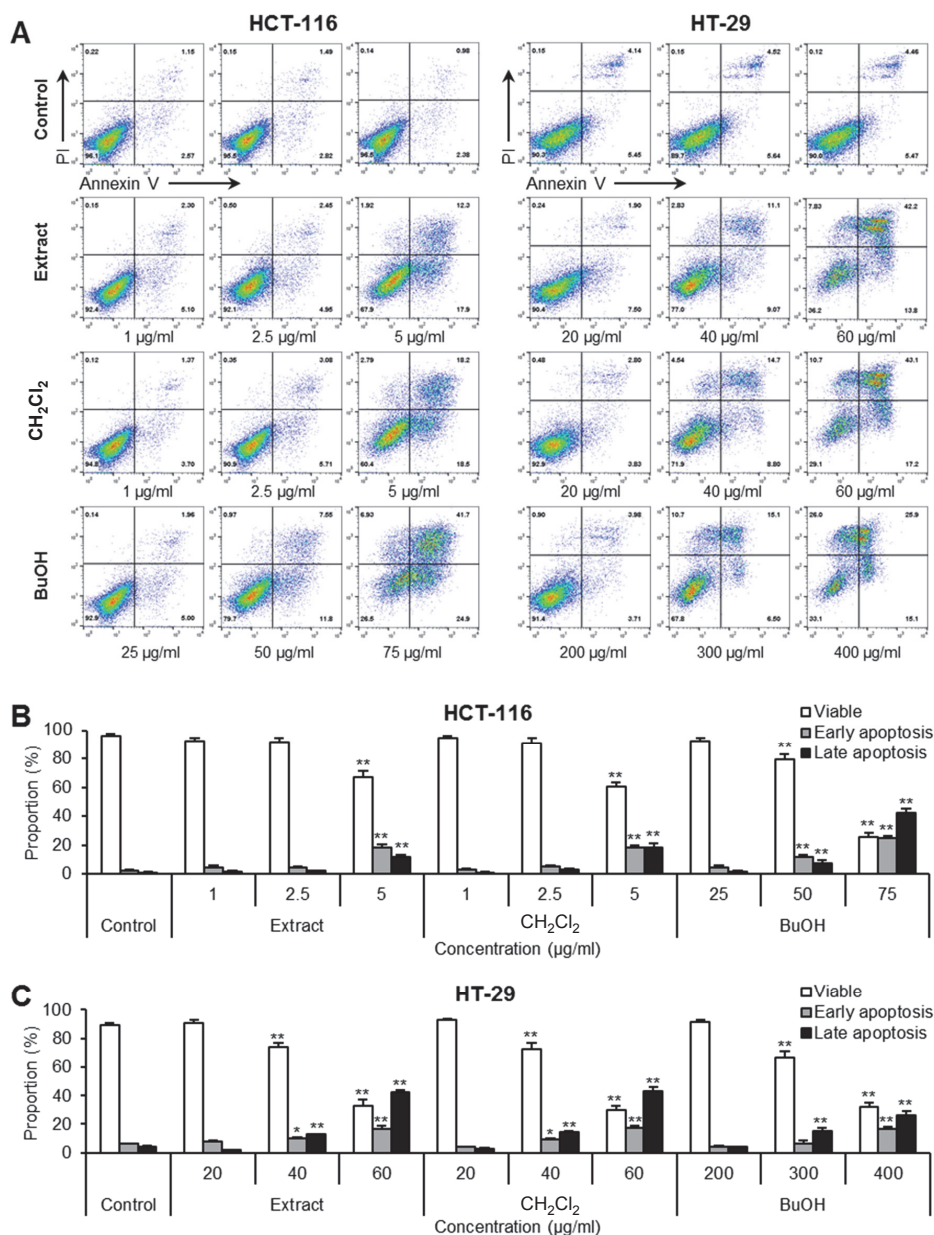 A
HCT-116
HT-29
Control
PI
0.22 1.15
96.1 2.57
0.15 1.49
95.5 2.82
0.14 0.98
96.5 2.38
PI
0.15 4.14
90.3 5.45
0.15 4.52
89.7 5.64
0.12 4.46
90.0 5.47
Annexin V
Annexin V
Extract
0.15 2.30
92.4 5.10
0.50 2.45
92.1 4.95
1.92 12.3
67.9 17.9
0.24 1.90
90.4 7.50
2.83 11.1
77.0 9.07
7.83 42.2
36.2 13.8
1 µg/ml 2.5 µg/ml 5 µg/ml 20 µg/ml 40 µg/ml 60 µg/ml
CH₂Cl₂
0.12 1.37
94.8 3.70
0.35 3.08
90.9 5.71
2.79 18.2
60.4 18.5
0.48 2.80
92.9 3.83
4.54 14.7
71.9 8.80
10.7 43.1
29.1 17.2
1 µg/ml 2.5 µg/ml 5 µg/ml 20 µg/ml 40 µg/ml 60 µg/ml
BuOH
0.14 1.96
92.9 5.00
0.97 7.55
79.7 11.8
6.93 41.7
26.5 24.9
0.90 3.98
91.4 3.71
10.7 15.1
67.8 6.50
26.0 25.9
33.1 15.1
25 µg/ml 50 µg/ml 75 µg/ml 200 µg/ml 300 µg/ml 400 µg/ml
B
HCT-116
Viable
Early apoptosis
Late apoptosis
Proportion (%)
100
80
60
40
20
0
** ** **
** ** **
** ** **
** ** **
1 2.5 5 1 2.5 5 25 50 75
Control Extract CH₂Cl₂ BuOH
Concentration (µg/ml)
C
HT-29
Viable
Early apoptosis
Late apoptosis
Proportion (%)
100
80
60
40
20
0
** * **
** ** **
** * **
** ** **
** **
** ** **
20 40 60 20 40 60 200 300 400
Control Extract CH₂Cl₂ BuOH
Concentration (µg/ml)